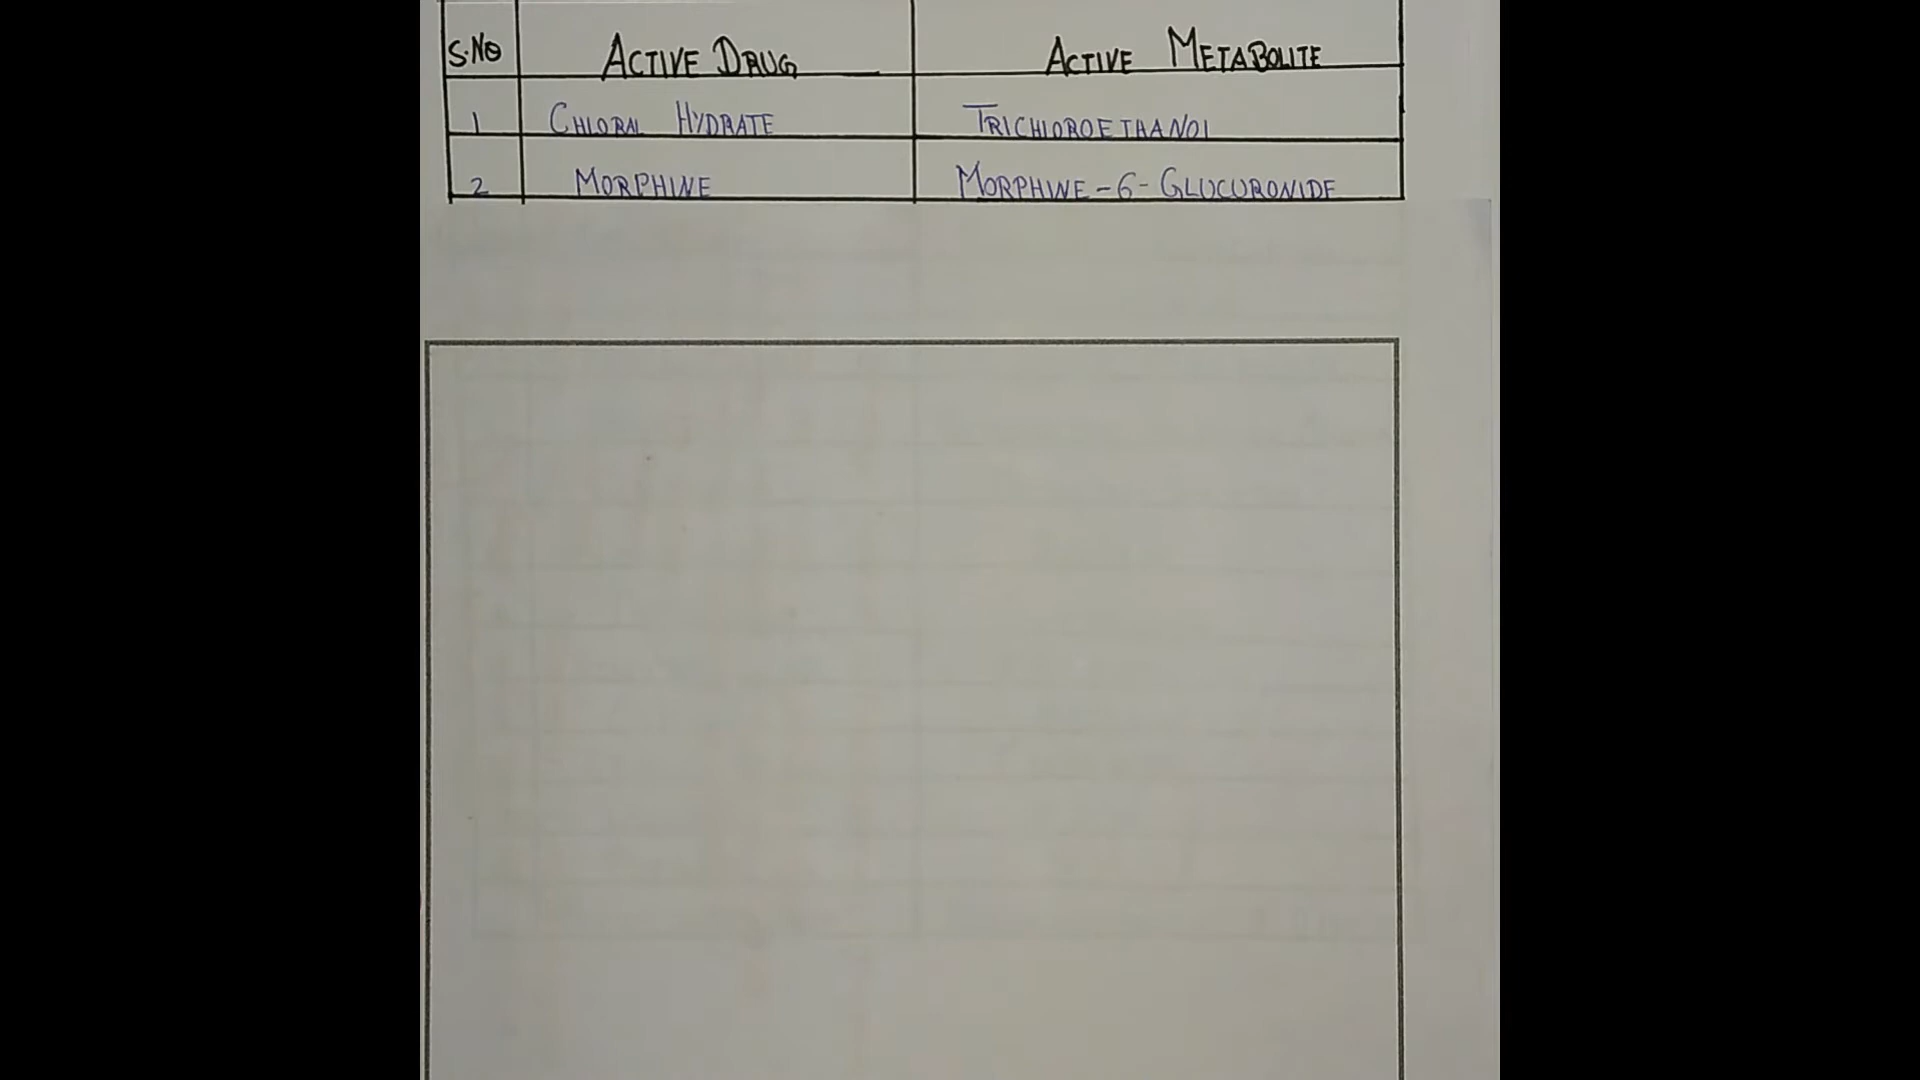 S.No ACTIVE DRUG ACTIVE METABOLITE
1 CHLORAL HYDRATE TRICHLOROETHANOL
2 MORPHINE MORPHINE-6-GLUCURONIDE